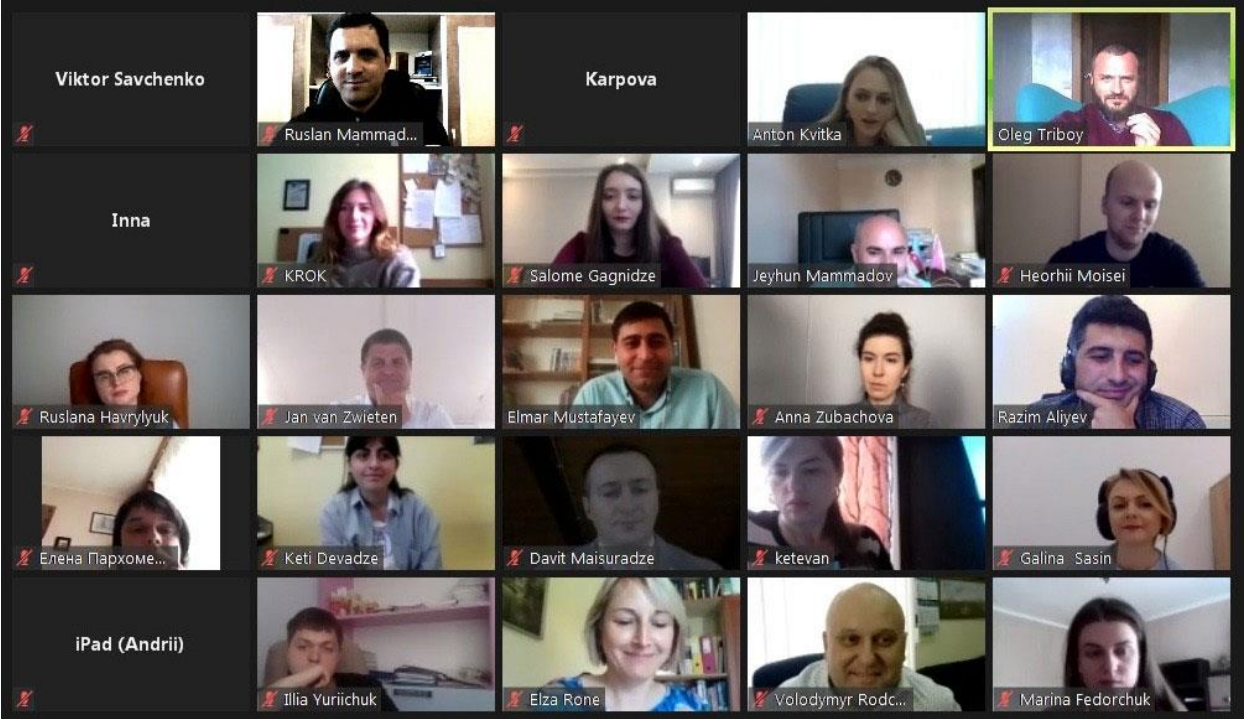 Viktor Savchenko
Ruslan Mammad...
Karpova
Anton Kvitka
Oleg Triboy
Inna
KROK
Salome Gagnidze
Jeyhun Mammadov
Heorhii Moisei
Ruslana Havrylyuk
Jan van Zwieten
Elmar Mustafayev
Anna Zubachova
Razim Aliyev
Елена Пархоме...
Keti Devadze
Davit Maisuradze
ketevan
Galina Sasin
iPad (Andrii)
Illia Yuriichuk
Elza Rone
Volodymyr Rodc...
Marina Fedorchuk